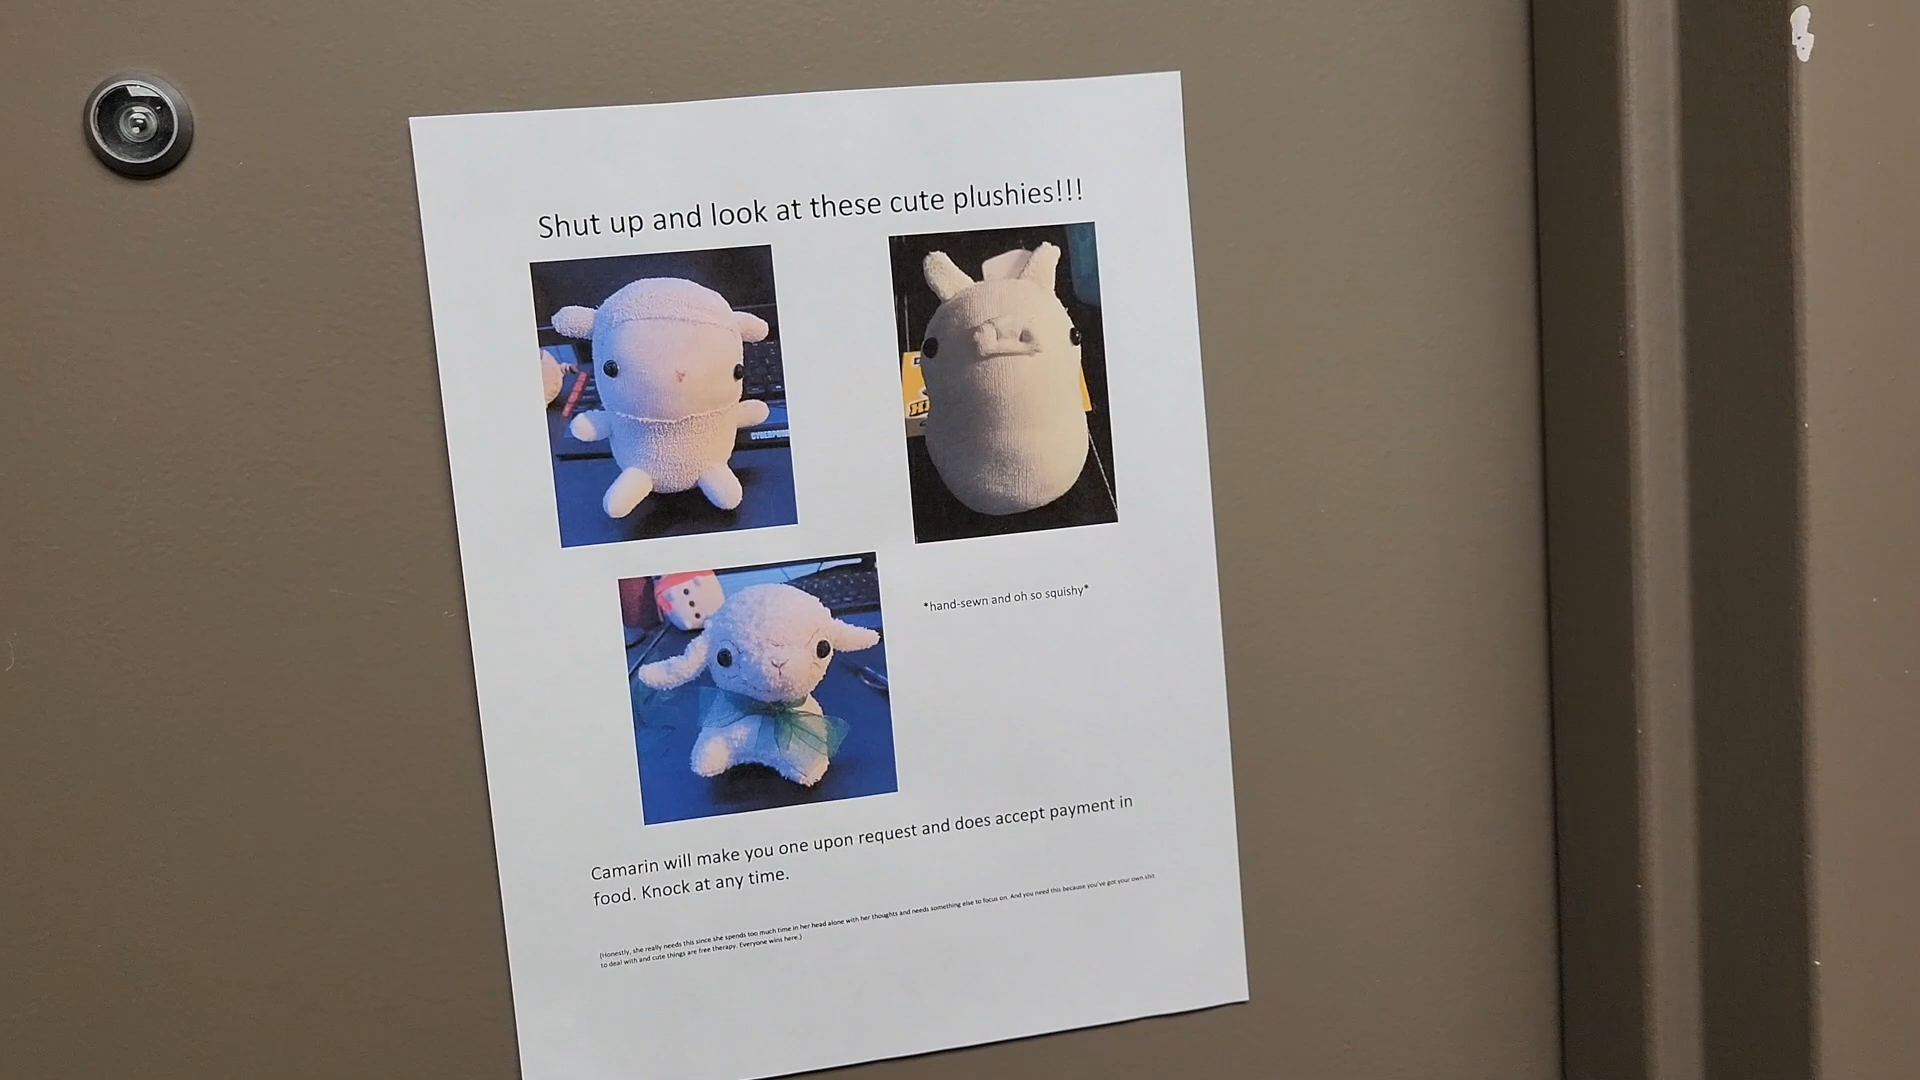 Shut up and look at these cute plushies!!!
CYBERPOW
*hand-sewn and oh so squishy*
Camarin will make you one upon request and does accept payment in
food. Knock at any time.
(Honestly, she really needs this since she spends too much time in her head alone with her thoughts and needs something else to focus on. And you need this because you've got your own shit
to deal with and cute things are free therapy. Everyone wins here.)